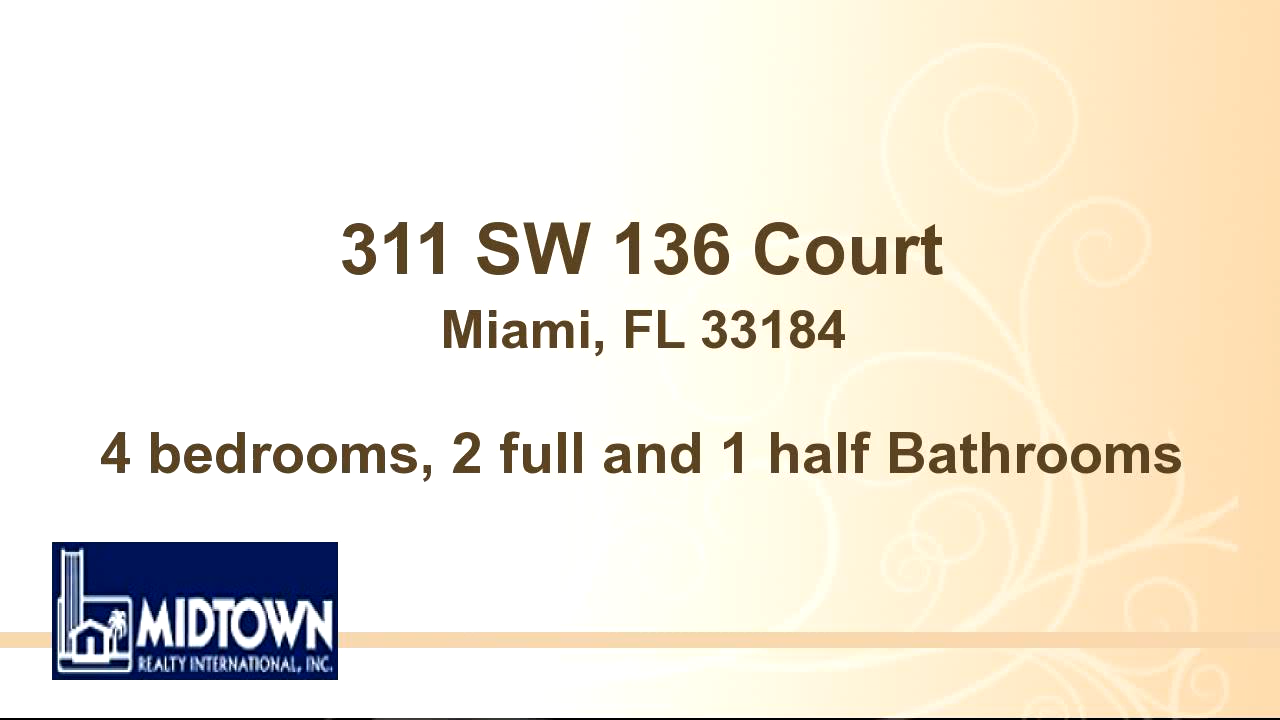 311 SW 136 Court
Miami, FL 33184
4 bedrooms, 2 full and 1 half Bathrooms
MIDTOWN
REALTY INTERNATIONAL, INC.